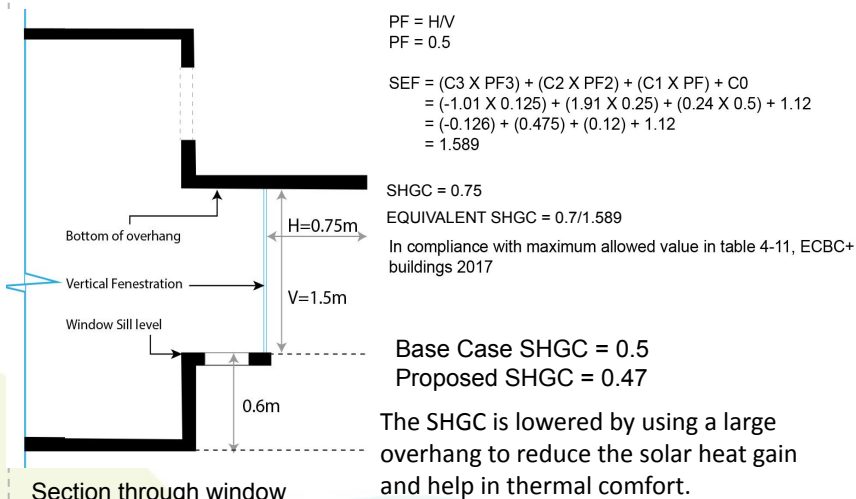 PF = H/V
PF = 0.5
SEF = (C3 X PF3) + (C2 X PF2) + (C1 X PF) + C0
= (-1.01 X 0.125) + (1.91 X 0.25) + (0.24 X 0.5) + 1.12
= (-0.126) + (0.475) + (0.12) + 1.12
= 1.589
SHGC = 0.75
EQUIVALENT SHGC = 0.7/1.589
In compliance with maximum allowed value in table 4-11, ECBC+
buildings 2017
Bottom of overhang
H=0.75m
Vertical Fenestration
V=1.5m
Window Sill level
0.6m
Section through window
Base Case SHGC = 0.5
Proposed SHGC = 0.47
The SHGC is lowered by using a large
overhang to reduce the solar heat gain
and help in thermal comfort.